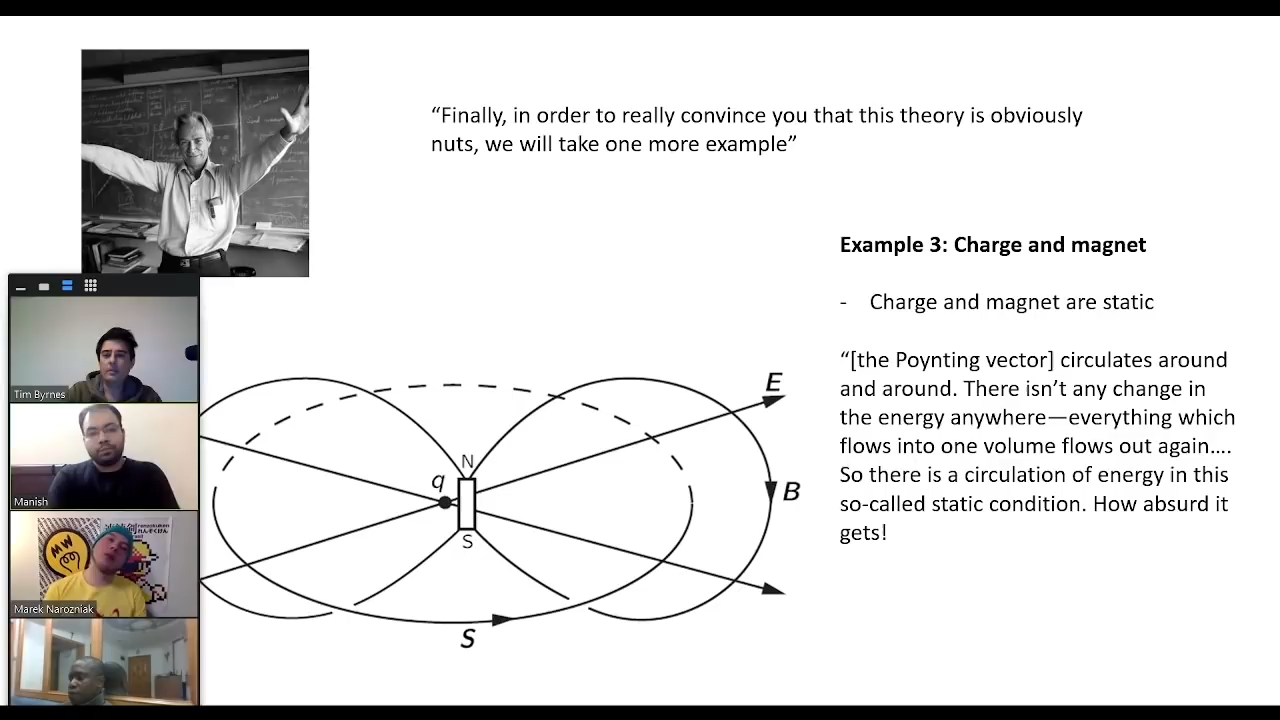 “Finally, in order to really convince you that this theory is obviously
nuts, we will take one more example”
Example 3: Charge and magnet
- Charge and magnet are static
“[the Poynting vector] circulates around
and around. There isn’t any change in
the energy anywhere—everything which
flows into one volume flows out again....
So there is a circulation of energy in this
so-called static condition. How absurd it
gets!
Tim Byrnes
Manish
MW
Marek Narozniak
E
N
q
B
S
S